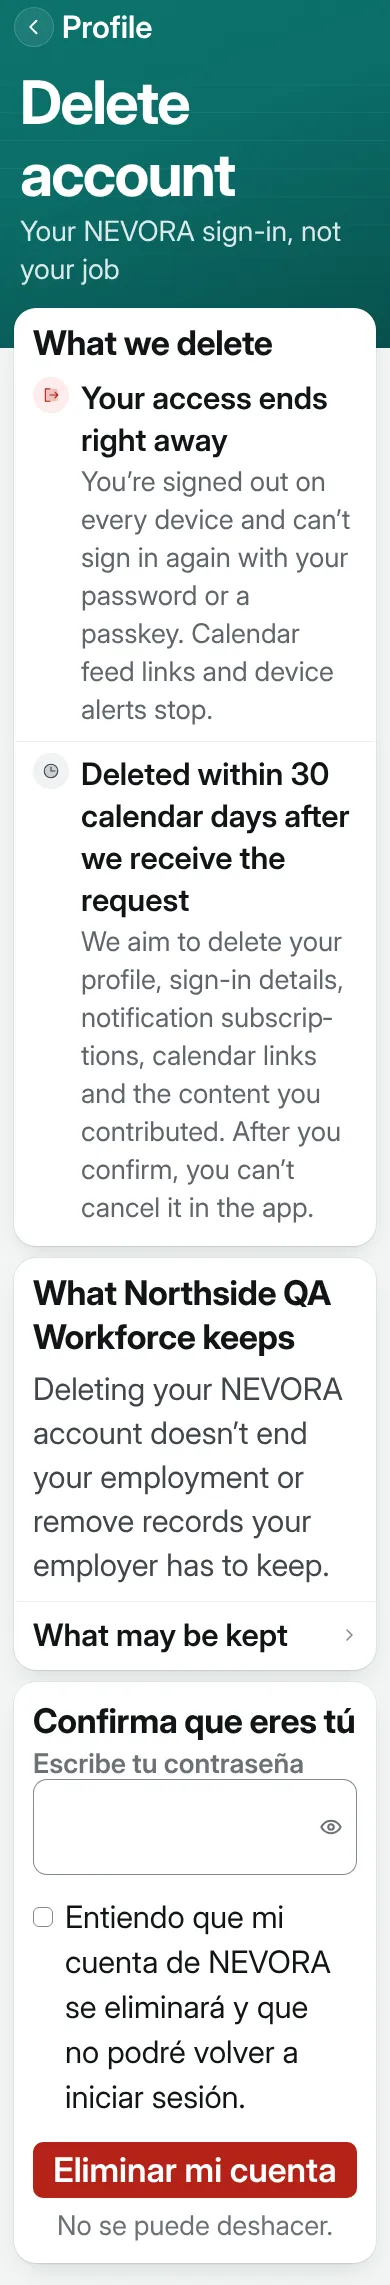 Profile
Delete
account
Your NEVORA sign-in, not
your job
What we delete
Your access ends
right away
You’re signed out on
every device and can’t
sign in again with your
password or a
passkey. Calendar
feed links and device
alerts stop.
Deleted within 30
calendar days after
we receive the
request
We aim to delete your
profile, sign-in details,
notification subscrip-
tions, calendar links
and the content you
contributed. After you
confirm, you can’t
cancel it in the app.
What Northside QA
Workforce keeps
Deleting your NEVORA
account doesn’t end
your employment or
remove records your
employer has to keep.
What may be kept
Confirma que eres tú
Escribe tu contraseña
Entiendo que mi
cuenta de NEVORA
se eliminará y que
no podré volver a
iniciar sesión.
Eliminar mi cuenta
No se puede deshacer.